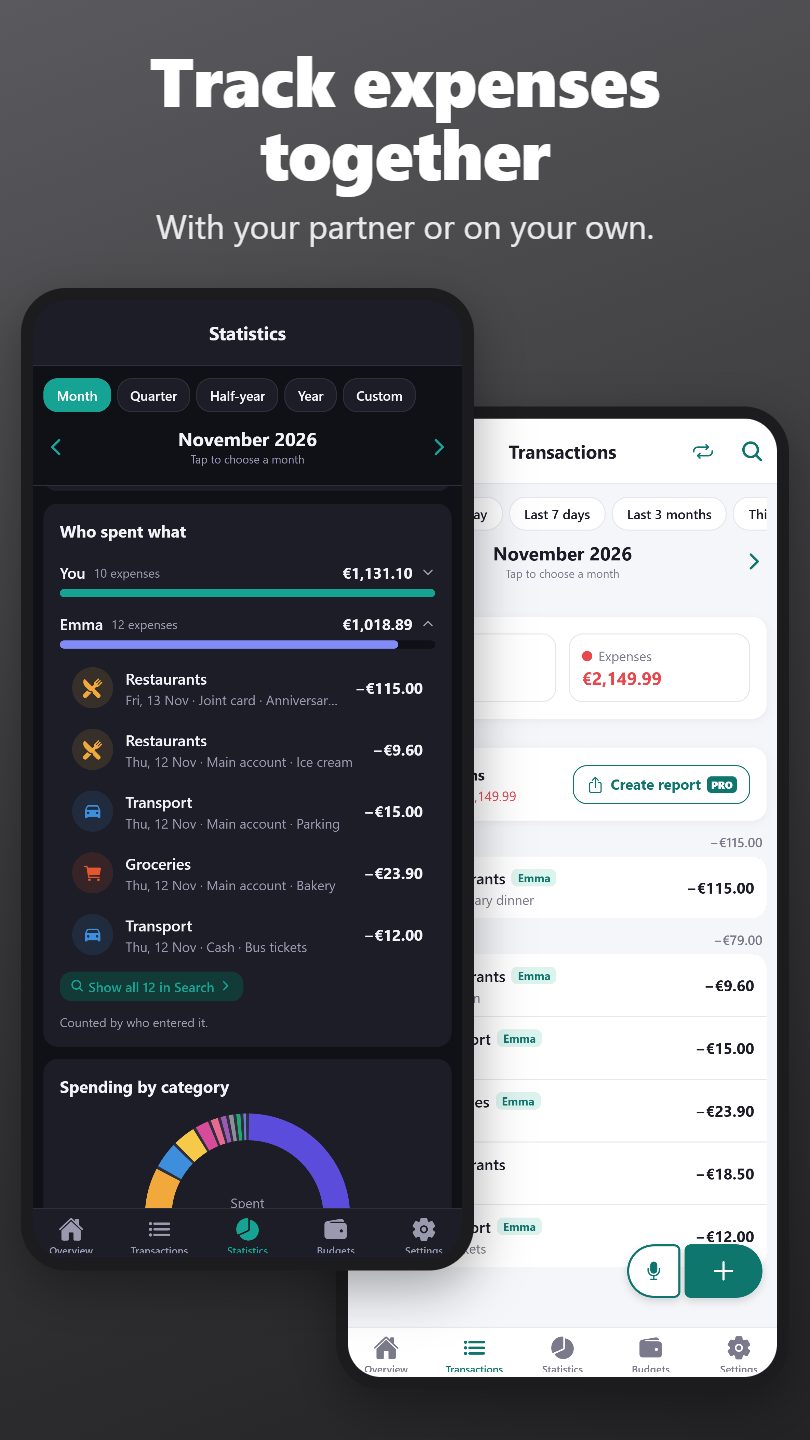 Track expenses
together
With your partner or on your own.
Statistics
Month Quarter Half-year Year Custom
November 2026
Tap to choose a month
Who spent what
You 10 expenses €1,131.10
Emma 12 expenses €1,018.89
Restaurants
Fri, 13 Nov · Joint card · Anniversar...
–€115.00
Restaurants
Thu, 12 Nov · Main account · Ice cream
–€9.60
Transport
Thu, 12 Nov · Main account · Parking
–€15.00
Groceries
Thu, 12 Nov · Main account · Bakery
–€23.90
Transport
Thu, 12 Nov · Cash · Bus tickets
–€12.00
Show all 12 in Search
Counted by who entered it.
Spending by category
Spent
Overview Transactions Statistics Budgets Settings
Transactions
Last 7 days Last 3 months
November 2026
Tap to choose a month
Expenses
€2,149.99
,149.99
Create report PRO
–€115.00
Emma
–€115.00
dinner
–€79.00
Emma
–€9.60
Emma
–€15.00
Emma
–€23.90
–€18.50
Emma
–€12.00
Overview Transactions Statistics Budgets Settings